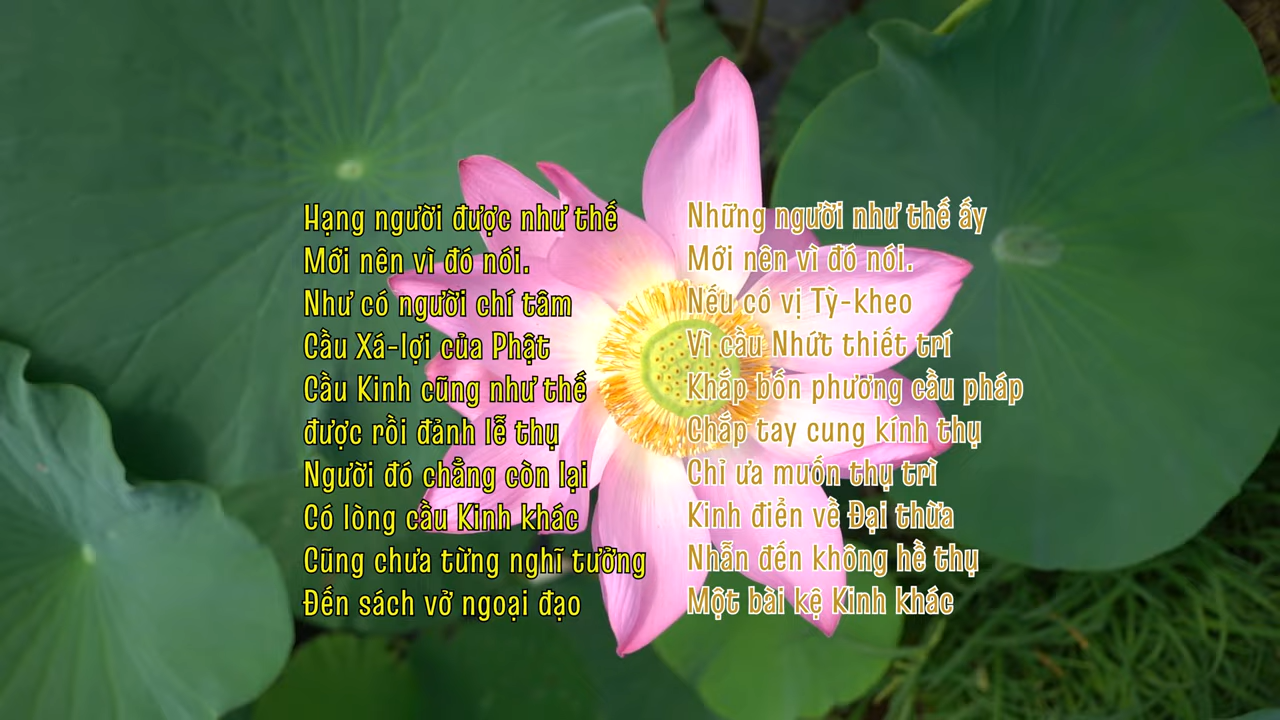 Hạng người được như thế
Mới nên vì đó nói.
Như có người chí tâm
Cầu Xá-lợi của Phật
Cầu Kinh cũng như thế
được rồi đảnh lễ thụ
Người đó chẳng còn lại
Có lòng cầu Kinh khác
Cũng chưa từng nghĩ tưởng
Đến sách vở ngoại đạo
Những người như thế ấy
Mới nên vì đó nói.
Nếu có vị Tỳ-kheo
Vì cầu Nhứt thiết trí
Khắp bốn phương cầu pháp
Chắp tay cung kính thụ
Chỉ ưa muốn thụ trì
Kinh điển về Đại thừa
Nhẫn đến không hề thụ
Một bài kệ Kinh khác